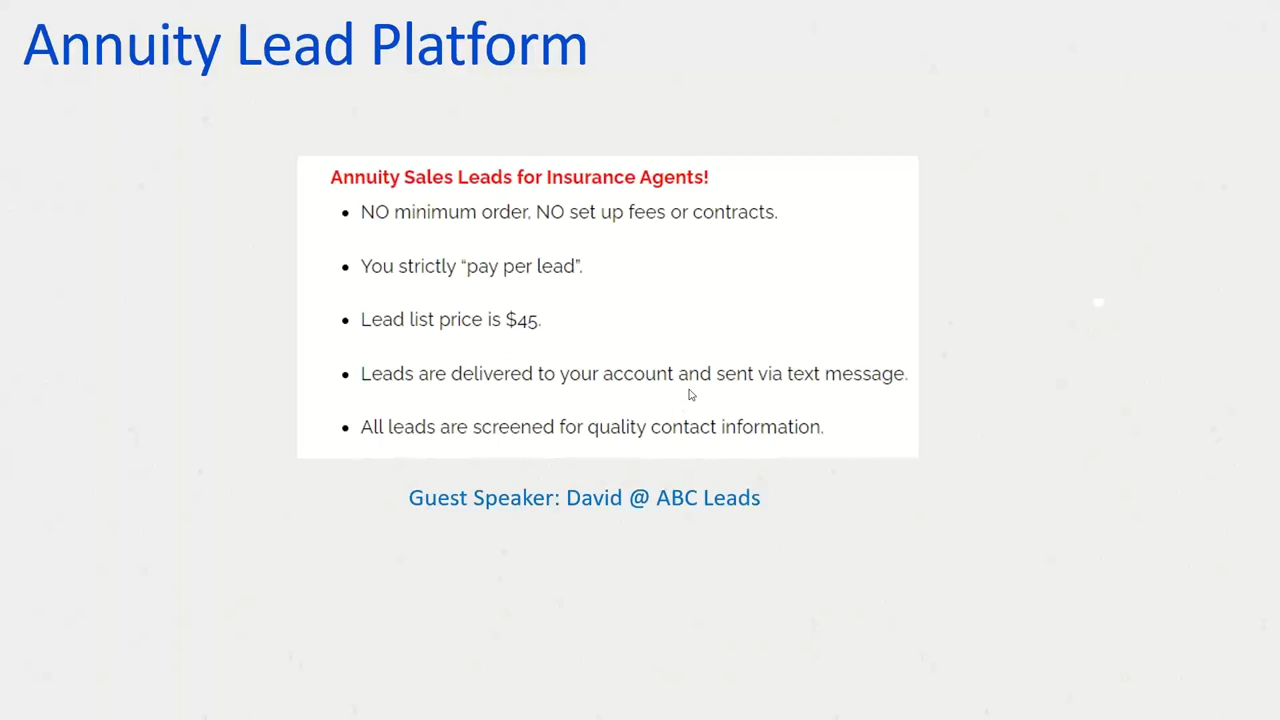 Annuity Lead Platform
Annuity Sales Leads for Insurance Agents!
• NO minimum order, NO set up fees or contracts.
• You strictly “pay per lead”.
• Lead list price is $45.
• Leads are delivered to your account and sent via text message.
• All leads are screened for quality contact information.
Guest Speaker: David @ ABC Leads